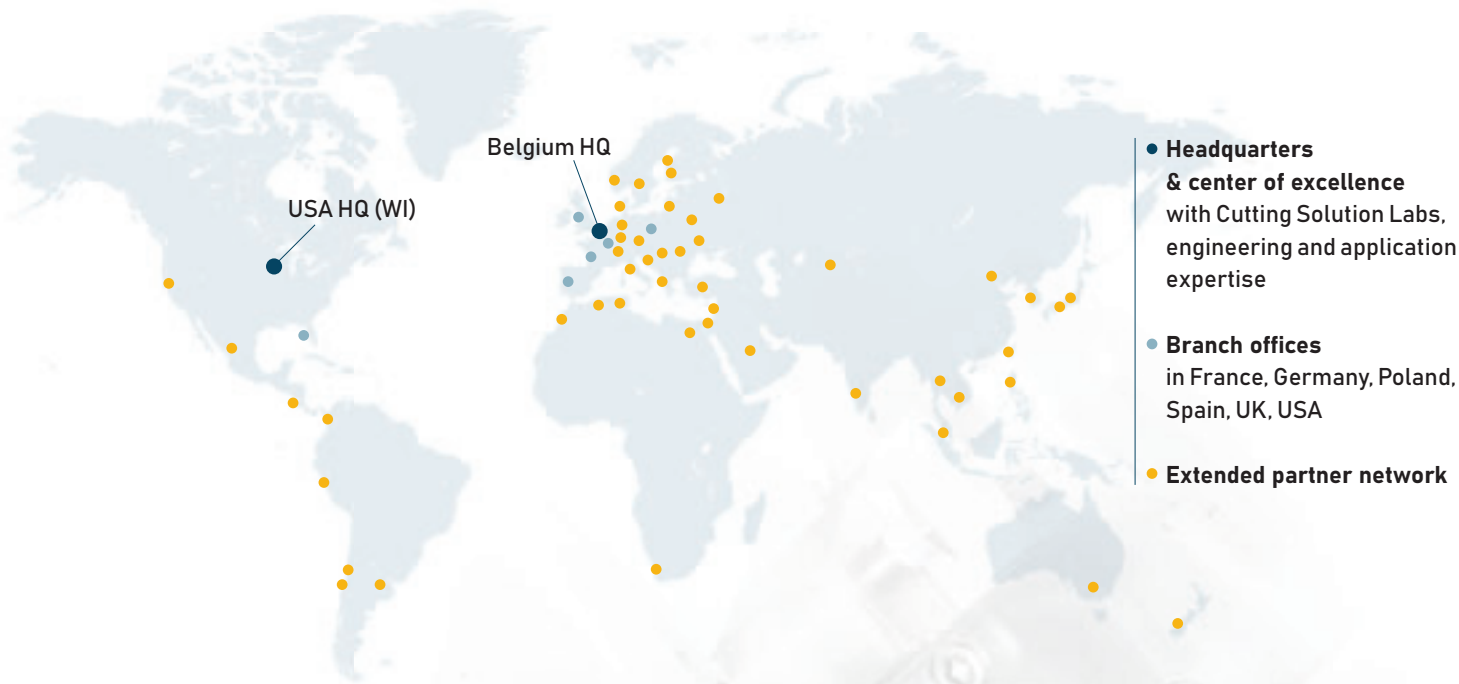 Belgium HQ
USA HQ (WI)
Headquarters
& center of excellence
with Cutting Solution Labs,
engineering and application
expertise
Branch offices
in France, Germany, Poland,
Spain, UK, USA
Extended partner network